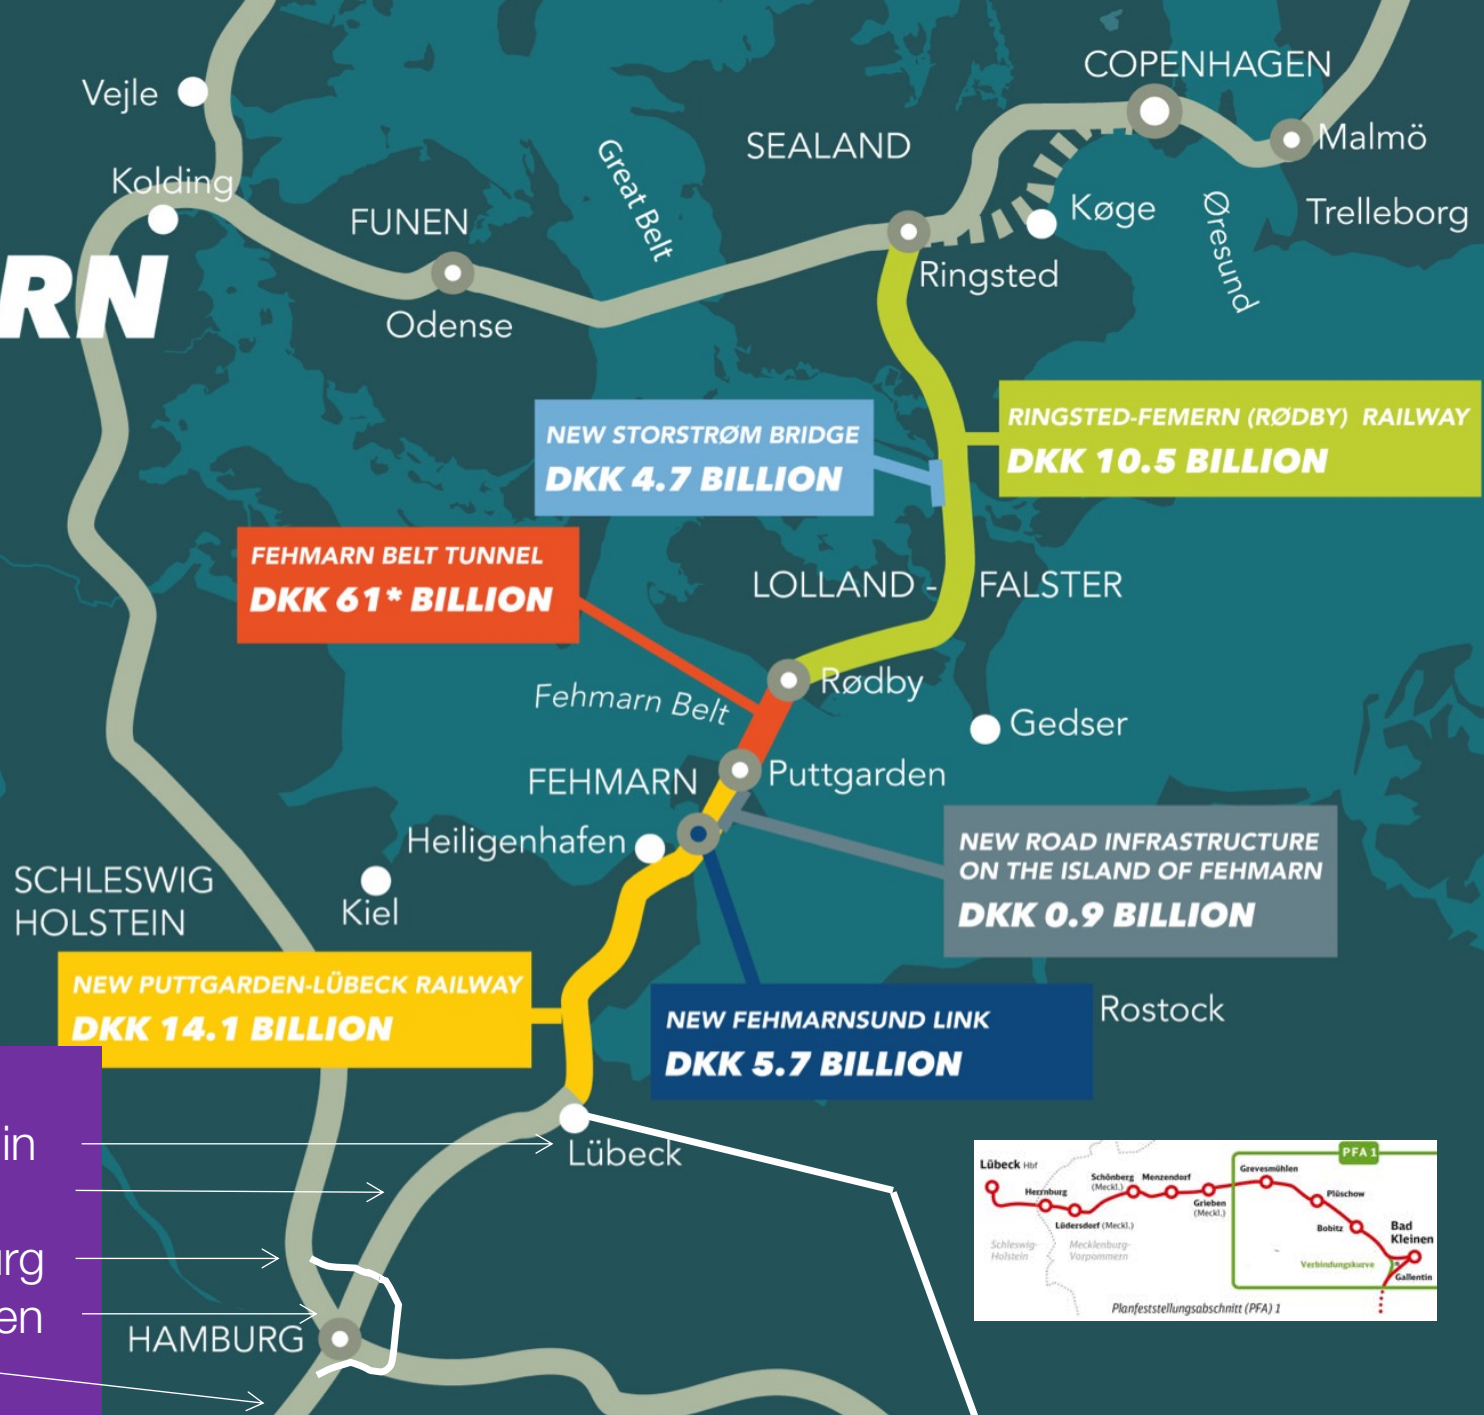 COPENHAGEN
Vejle
Malmö
SEALAND
Great Belt
Kolding
Køge
Øresund
Trelleborg
FUNEN
RN
Ringsted
Odense
RINGSTED-FEMERN (RØDBY) RAILWAY
DKK 10.5 BILLION
NEW STORSTRØM BRIDGE
DKK 4.7 BILLION
FEHMARN BELT TUNNEL
DKK 61* BILLION
LOLLAND - FALSTER
Rødby
Fehmarn Belt
Gedser
FEHMARN
Puttgarden
Heiligenhafen
NEW ROAD INFRASTRUCTURE
ON THE ISLAND OF FEHMARN
DKK 0.9 BILLION
SCHLESWIG
HOLSTEIN
Kiel
NEW PUTTGARDEN-LÜBECK RAILWAY
DKK 14.1 BILLION
NEW FEHMARNSUND LINK
DKK 5.7 BILLION
Rostock
in
Lübeck
rg
en
HAMBURG
PFA 1
Lübeck Hbf
Herrnburg
Lüdersdorf (Meckl.)
Schönberg
(Meckl.)
Menzendorf
Grieben
(Meckl.)
Grevesmühlen
Plüschow
Bobitz
Bad
Kleinen
Verbindungskurve
Gallentin
Schleswig-
Holstein
Mecklenburg-
Vorpommern
Planfeststellungsabschnitt (PFA) 1